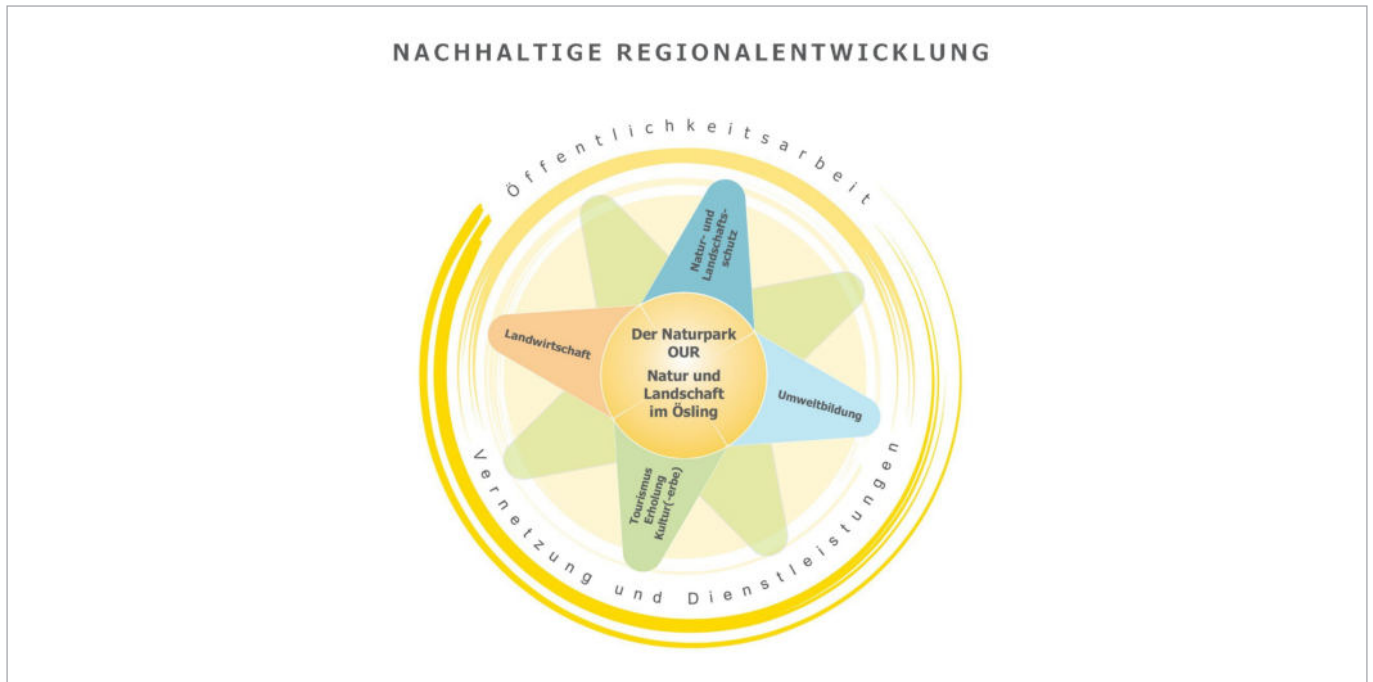 NACHHALTIGE REGIONALENTWICKLUNG
Öffentlichkeitsarbeit
Natur- und
Landschafts-
schutz
Landwirtschaft
Der Naturpark
OUR
Natur und
Landschaft
im Ösling
Umweltbildung
Tourismus
Erholung
Kultur(-erbe)
Vernetzung und Dienstleistungen